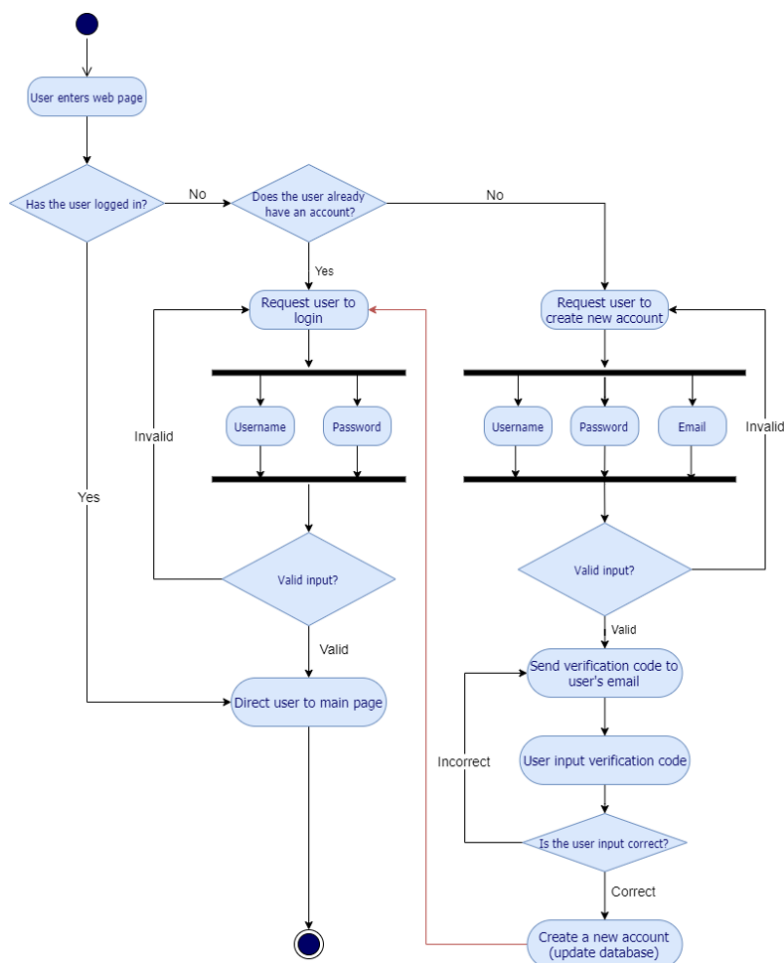 User enters web page
Has the user logged in?
No
Does the user already
have an account?
No
Yes
Request user to
login
Request user to
create new account
Username
Password
Invalid
Username
Password
Email
Invalid
Yes
Valid input?
Valid input?
Valid
Valid
Send verification code to
user's email
Direct user to main page
User input verification code
Incorrect
Is the user input correct?
Correct
Create a new account
(update database)